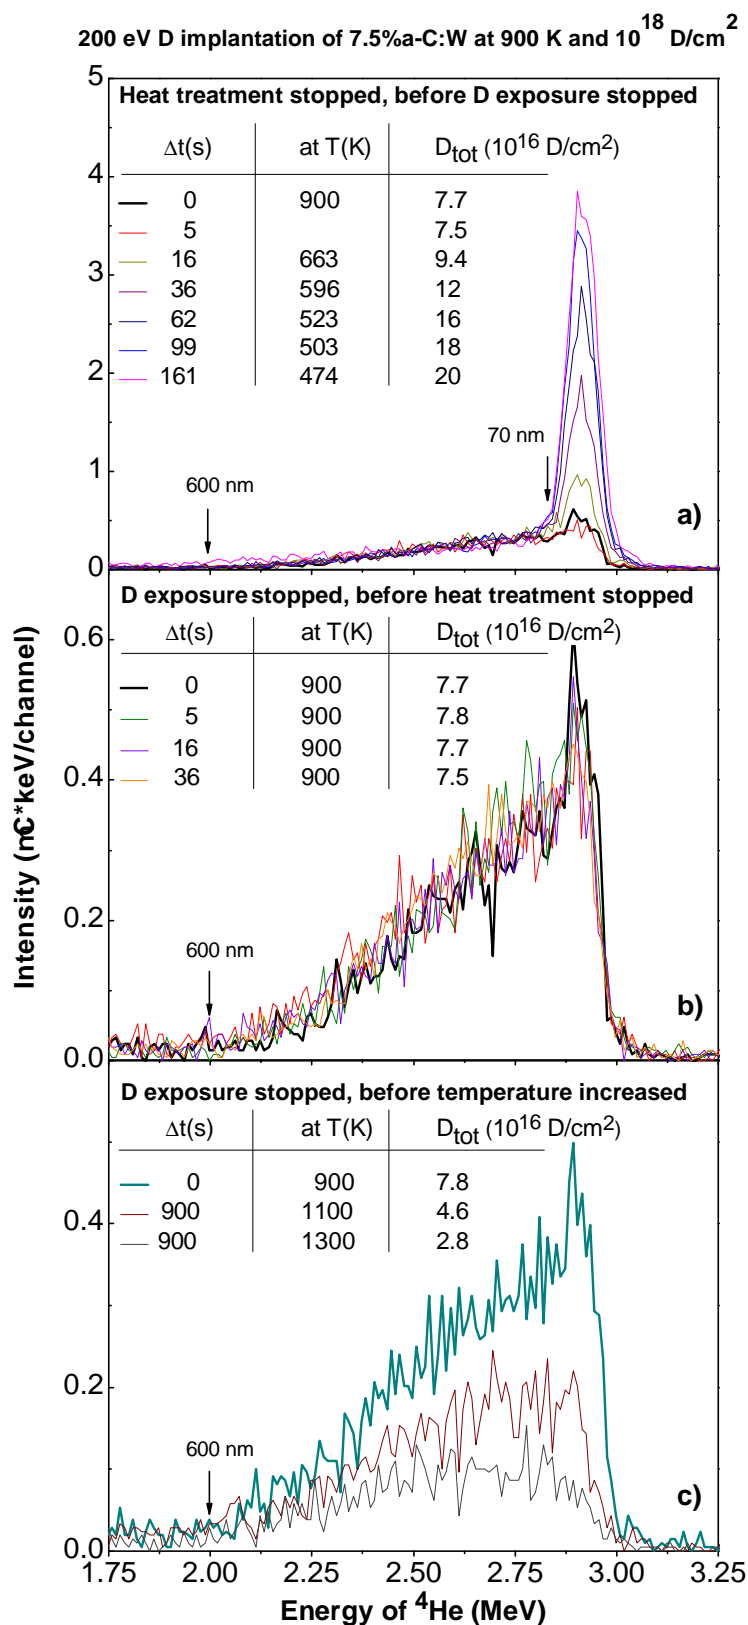 200 eV D implantation of 7.5%a-C:W at 900 K and 10^18 D/cm^2
5
Heat treatment stopped, before D exposure stopped
Δt(s) at T(K) D_tot (10^16 D/cm^2)
4
0 900 7.7
5 7.5
16 663 9.4
3
36 596 12
62 523 16
99 503 18
2
161 474 20
70 nm
1
600 nm
a)
0
D exposure stopped, before heat treatment stopped
0.6
Δt(s) at T(K) D_tot (10^16 D/cm^2)
0 900 7.7
5 900 7.8
16 900 7.7
0.4
36 900 7.5
Intensity (nC*keV/channel)
0.2
600 nm
b)
0.0
D exposure stopped, before temperature increased
Δt(s) at T(K) D_tot (10^16 D/cm^2)
0 900 7.8
900 1100 4.6
0.4
900 1300 2.8
0.2
600 nm
c)
0.0
1.75 2.00 2.25 2.50 2.75 3.00 3.25
Energy of ^4He (MeV)